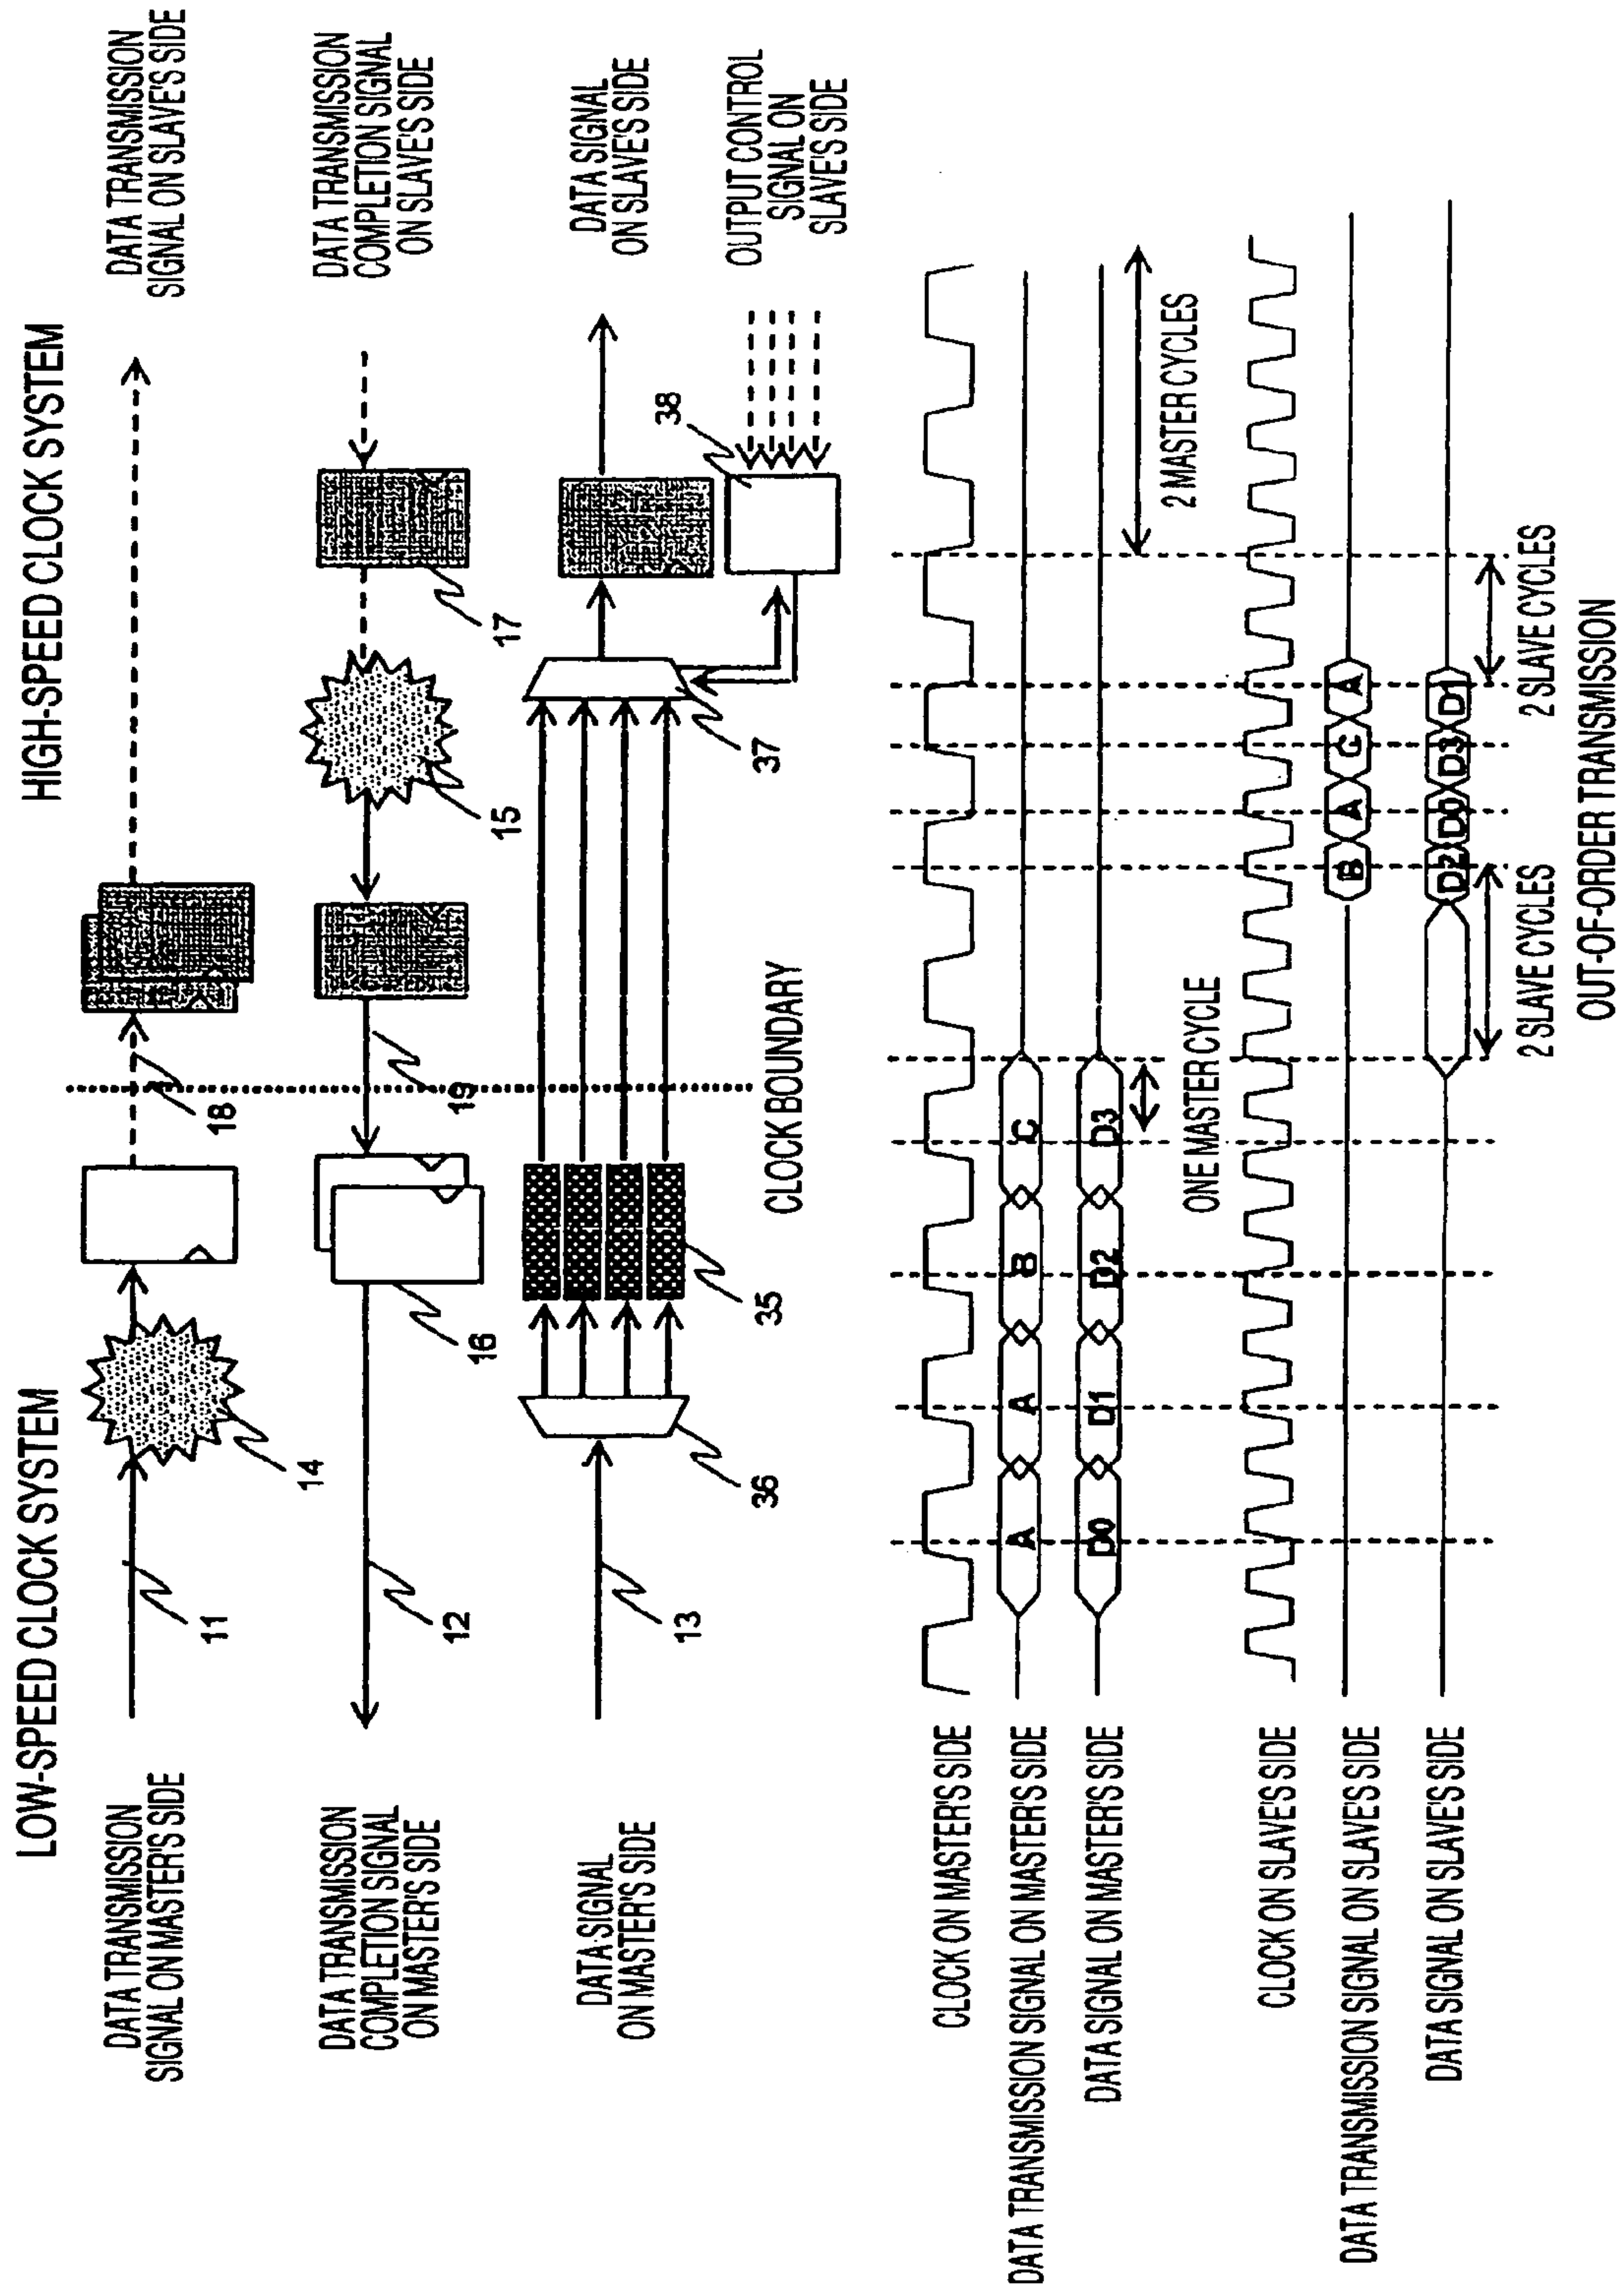 LOW-SPEED CLOCK SYSTEM
HIGH-SPEED CLOCK SYSTEM
DATA TRANSMISSION
SIGNAL ON MASTER'S SIDE
11
14
18
DATA TRANSMISSION
SIGNAL ON SLAVE'S SIDE
DATA TRANSMISSION
COMPLETION SIGNAL
ON MASTER'S SIDE
12
16
19
15
17
DATA TRANSMISSION
COMPLETION SIGNAL
ON SLAVE'S SIDE
DATA SIGNAL
ON MASTER'S SIDE
13
36
35
CLOCK BOUNDARY
37
38
DATA SIGNAL
ON SLAVE'S SIDE
OUTPUT CONTROL
SIGNAL ON
SLAVE'S SIDE
CLOCK ON MASTER'S SIDE
DATA TRANSMISSION SIGNAL ON MASTER'S SIDE
A
A
B
C
DATA SIGNAL ON MASTER'S SIDE
D0
D1
D2
D3
ONE MASTER CYCLE
2 MASTER CYCLES
CLOCK ON SLAVE'S SIDE
DATA TRANSMISSION SIGNAL ON SLAVE'S SIDE
B
A
C
A
DATA SIGNAL ON SLAVE'S SIDE
D2
D0
D3
D1
2 SLAVE CYCLES
2 SLAVE CYCLES
OUT-OF-ORDER TRANSMISSION